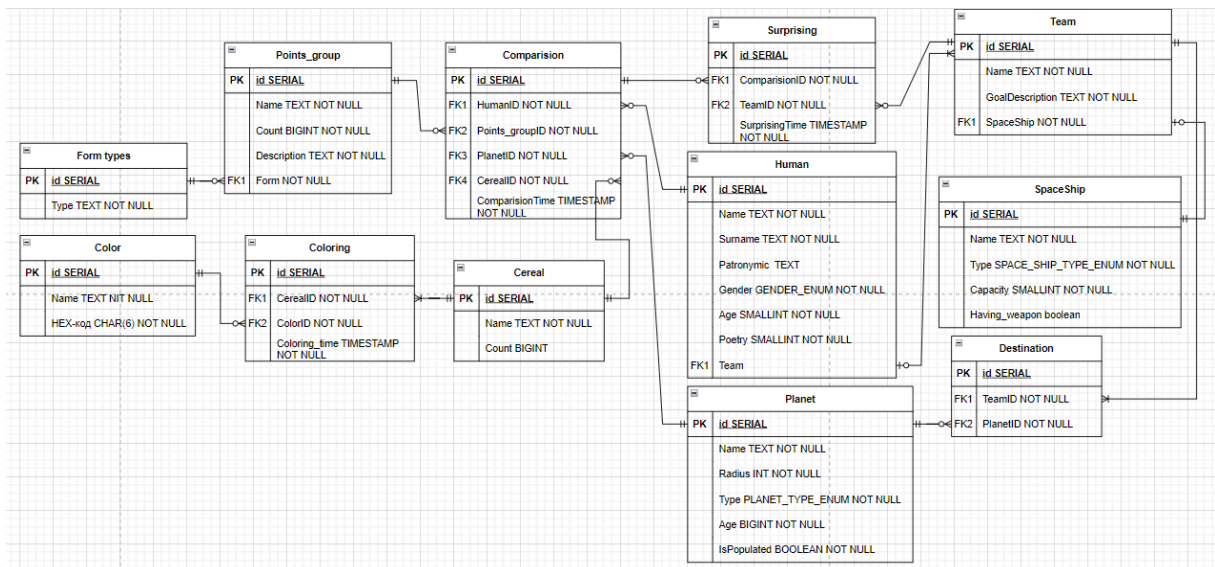 Points_group
PK id SERIAL
Name TEXT NOT NULL
Count BIGINT NOT NULL
Description TEXT NOT NULL
FK1 Form NOT NULL
Comparision
PK id SERIAL
FK1 HumanID NOT NULL
FK2 Points_groupID NOT NULL
FK3 PlanetID NOT NULL
FK4 CerealID NOT NULL
ComparisionTime TIMESTAMP
NOT NULL
Surprising
PK id SERIAL
FK1 ComparisionID NOT NULL
FK2 TeamID NOT NULL
SurprisingTime TIMESTAMP
NOT NULL
Team
PK id SERIAL
Name TEXT NOT NULL
GoalDescription TEXT NOT NULL
FK1 SpaceShip NOT NULL
Form types
PK id SERIAL
Type TEXT NOT NULL
Human
PK id SERIAL
Name TEXT NOT NULL
Surname TEXT NOT NULL
Patronymic TEXT
Gender GENDER_ENUM NOT NULL
Age SMALLINT NOT NULL
Poetry SMALLINT NOT NULL
FK1 Team
SpaceShip
PK id SERIAL
Name TEXT NOT NULL
Type SPACE_SHIP_TYPE_ENUM NOT NULL
Capacity SMALLINT NOT NULL
Having_weapon boolean
Color
PK id SERIAL
Name TEXT NIT NULL
HEX-код CHAR(6) NOT NULL
Coloring
PK id SERIAL
FK1 CerealID NOT NULL
FK2 ColorID NOT NULL
Coloring_time TIMESTAMP
NOT NULL
Cereal
PK id SERIAL
Name TEXT NOT NULL
Count BIGINT
Destination
PK id SERIAL
FK1 TeamID NOT NULL
FK2 PlanetID NOT NULL
Planet
PK id SERIAL
Name TEXT NOT NULL
Radius INT NOT NULL
Type PLANET_TYPE_ENUM NOT NULL
Age BIGINT NOT NULL
IsPopulated BOOLEAN NOT NULL